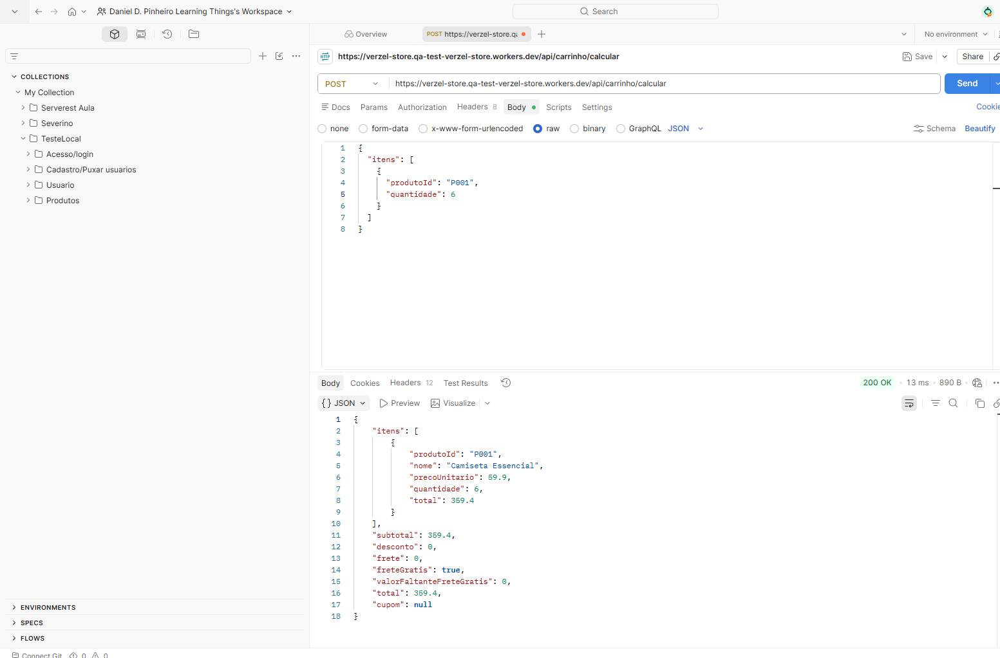 Daniel D. Pinheiro Learning Things's Workspace
Search
Overview
POST https://verzel-store.qa
No environment
https://verzel-store.qa-test-verzel-store.workers.dev/api/carrinho/calcular
Save
Share
COLLECTIONS
My Collection
Serverest Aula
Severino
TesteLocal
Acesso/login
Cadastro/Puxar usuarios
Usuario
Produtos
POST https://verzel-store.qa-test-verzel-store.workers.dev/api/carrinho/calcular
Send
Docs Params Authorization Headers 8 Body Scripts Settings
Cookie
none form-data x-www-form-urlencoded raw binary GraphQL JSON
Schema Beautify
1 {
2 "itens": [
3 {
4 "produtoId": "P001",
5 "quantidade": 6
6 }
7 ]
8 }
Body Cookies Headers 12 Test Results
200 OK • 13 ms • 890 B
{} JSON Preview Visualize
1 {
2 "itens": [
3 {
4 "produtoId": "P001",
5 "nome": "Camiseta Essencial",
6 "precoUnitario": 59.9,
7 "quantidade": 6,
8 "total": 359.4
9 }
10 ],
11 "subtotal": 359.4,
12 "desconto": 0,
13 "frete": 0,
14 "freteGratis": true,
15 "valorFaltanteFreteGratis": 0,
16 "total": 359.4,
17 "cupom": null
18 }
ENVIRONMENTS
SPECS
FLOWS
Connect Git 0 0